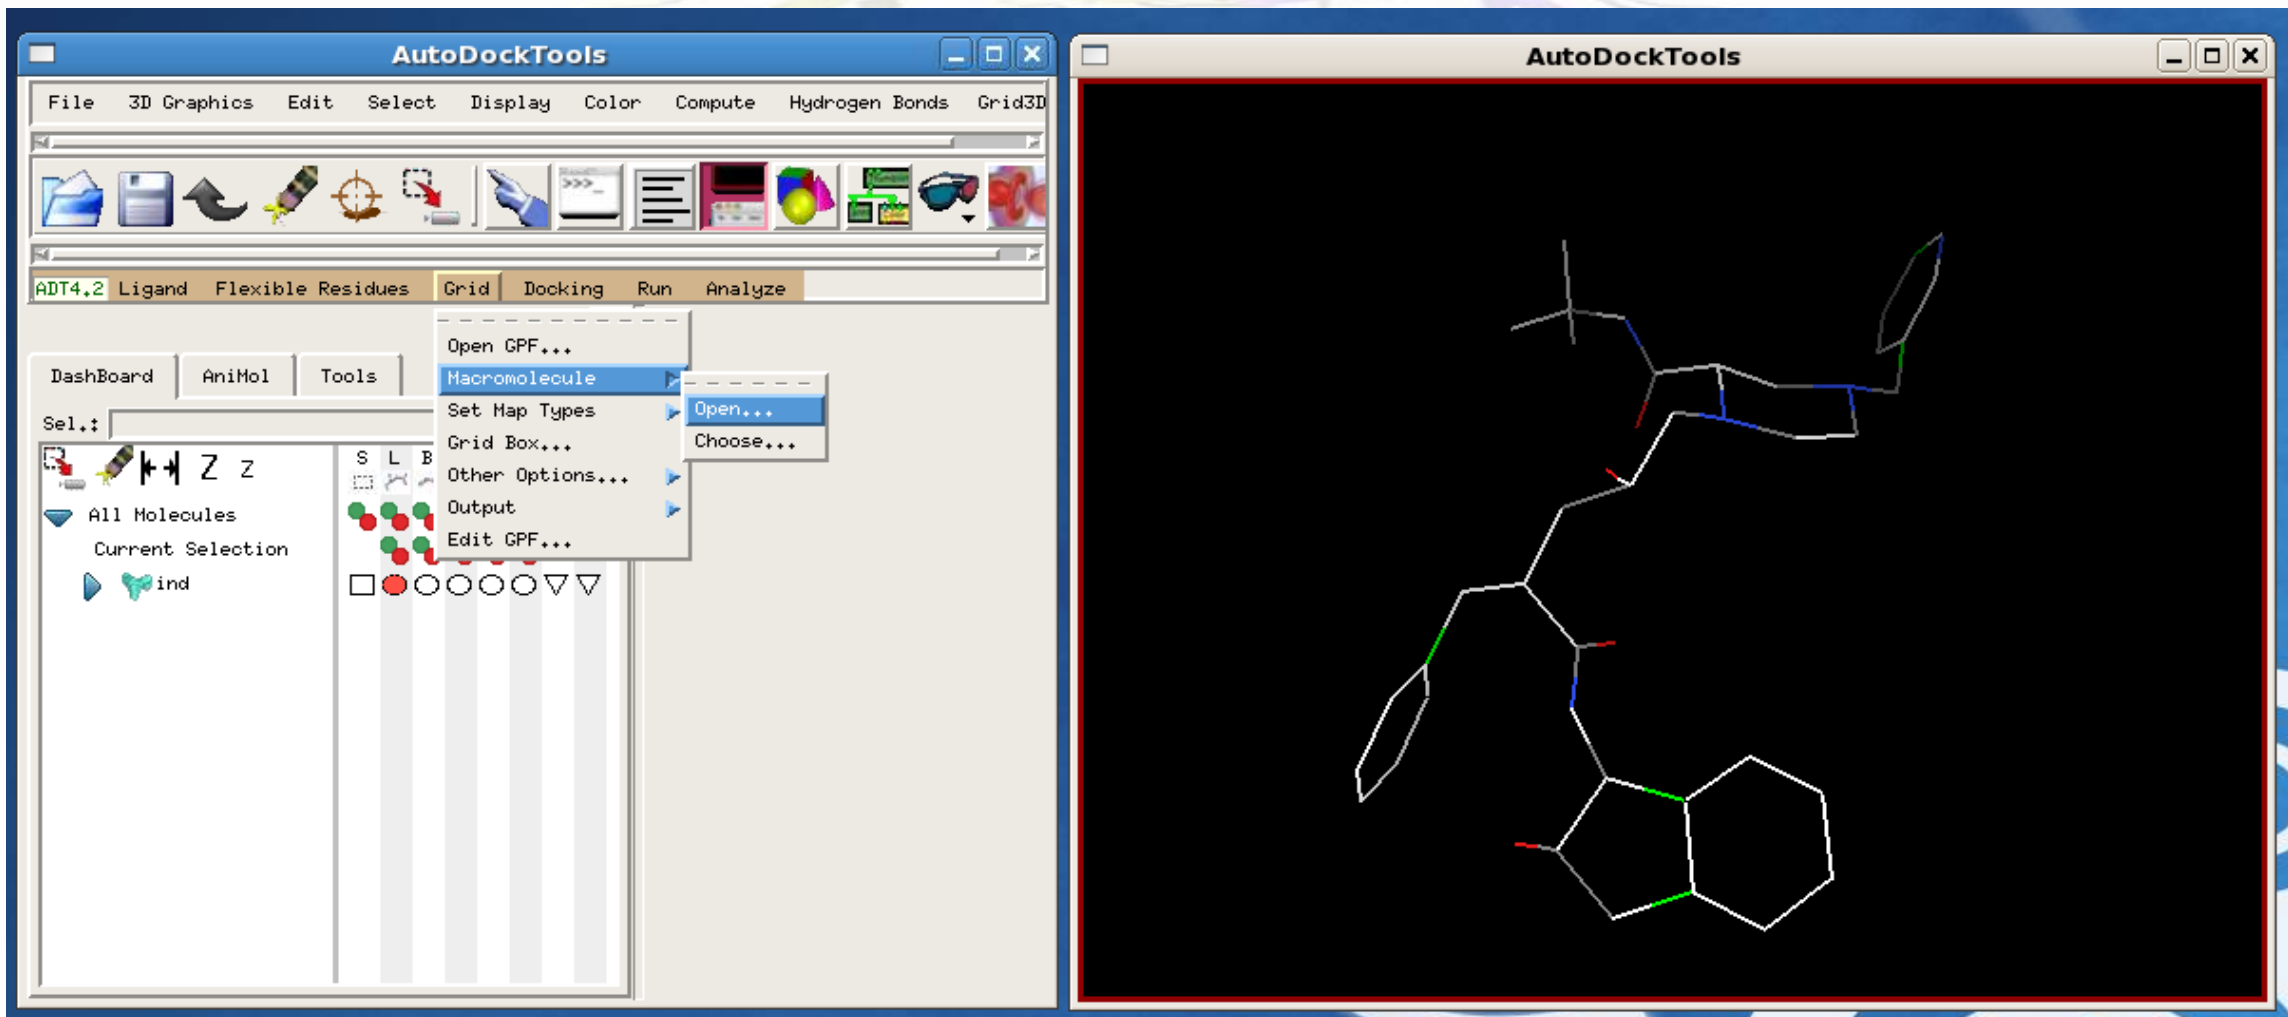 AutoDockTools
File 3D Graphics Edit Select Display Color Compute Hydrogen Bonds Grid3D
>>>_
ADT4.2 Ligand Flexible Residues Grid Docking Run Analyze
Open GPF...
Macromolecule
Set Map Types
Grid Box...
Other Options...
Output
Edit GPF...
Open...
Choose...
DashBoard AniMol Tools
Sel.:
Z z
S L B
All Molecules
Current Selection
ind
AutoDockTools